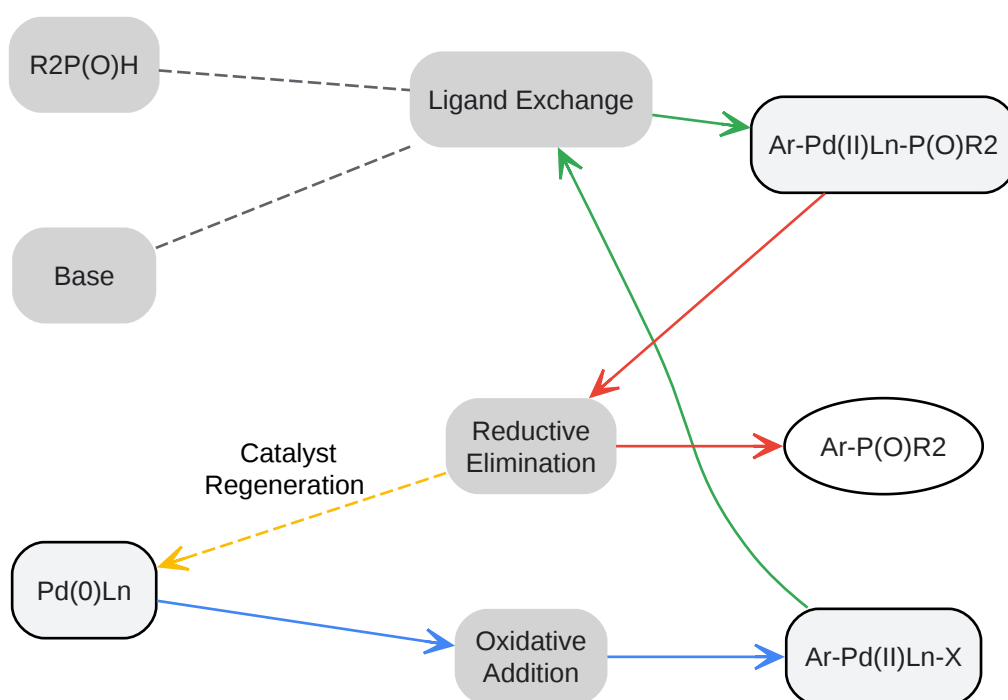 R2P(O)H
Ligand Exchange
Ar-Pd(II)Ln-P(O)R2
Base
Reductive
Elimination
Ar-P(O)R2
Catalyst
Regeneration
Pd(0)Ln
Oxidative
Addition
Ar-Pd(II)Ln-X